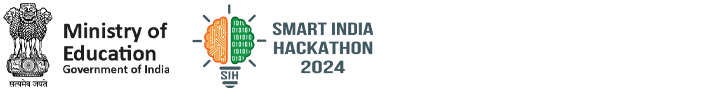 Ministry of
Education
Government of India
सत्यमेव जयते
SIH
SMART INDIA
HACKATHON
2024